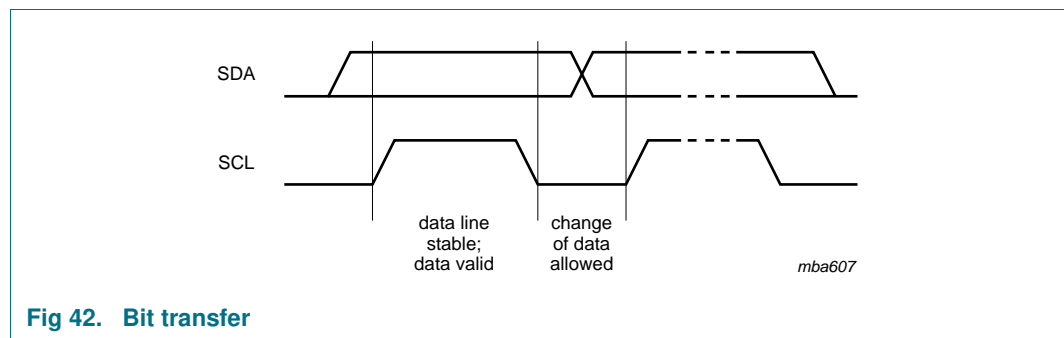 SDA
SCL
data line
stable;
data valid
change
of data
allowed
mba607
Fig 42. Bit transfer